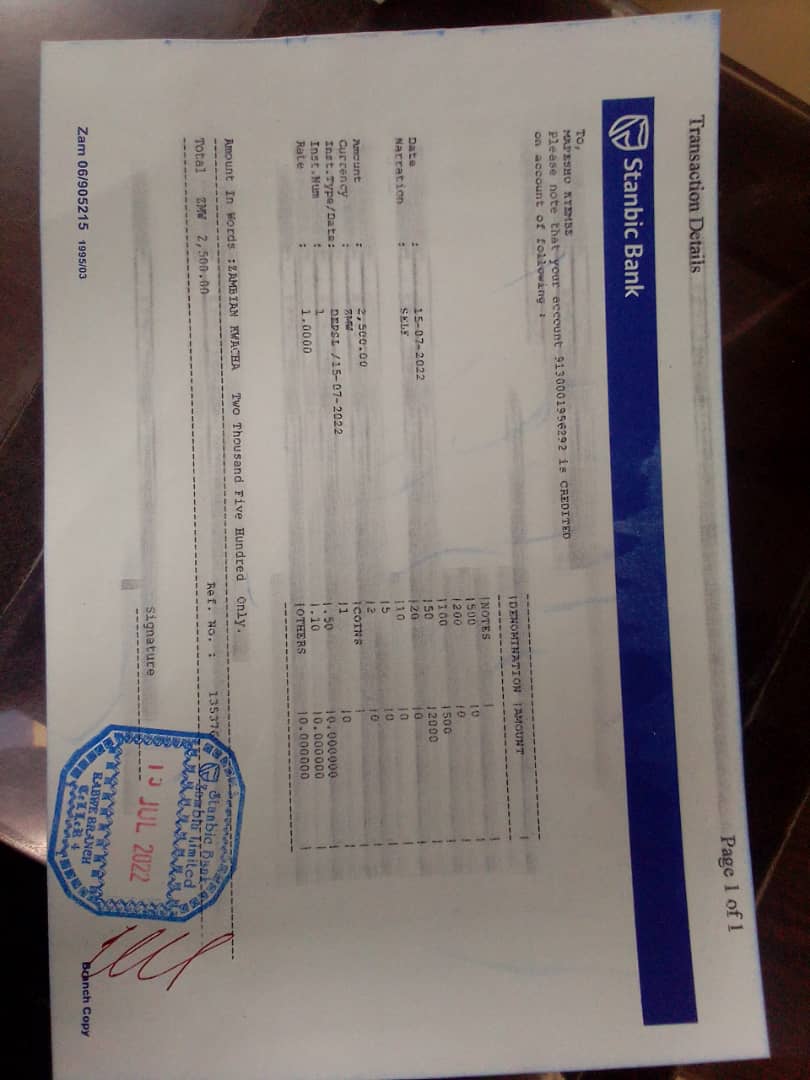 Transaction Details
Page 1 of 1
Stanbic Bank
To,
MAPESHO KYEMBE
Please note that your account 9130001956292 is CREDITED
on account of following :
|DENOMINATION |AMOUNT |
Date : 15-07-2022
Narration : SELF
|NOTES | |
|500 |0 |
|200 |0 |
|100 |500 |
|50 |2000 |
|20 |0 |
|10 |0 |
|5 |0 |
|2 |0 |
|COINS | |
|1 |0 |
|.50 |0.000000 |
|.10 |0.000000 |
|OTHERS |0.000000 |
Amount : 2,500.00
Currency : ZMW
Inst.Type/Date: DEPSL /15-07-2022
Inst.Num : 1
Rate : 1.0000
Amount In Words :ZAMBIAN KWACHA Two Thousand Five Hundred Only.
Total ZMW 2,500.00 Ref. No. : 135376
Signature
Stanbic Bank
Zambia Limited
JUL 2022
KABWE BRANCH
TELLER 4
Zam 06/905215 1995/03
Branch Copy